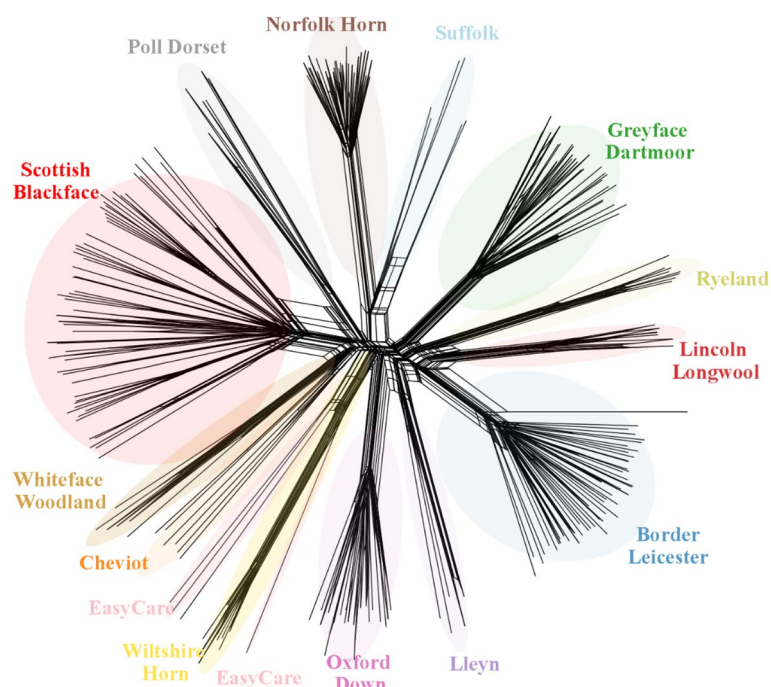 Norfolk Horn
Suffolk
Poll Dorset
Greyface
Dartmoor
Scottish
Blackface
Ryeland
Lincoln
Longwool
Whiteface
Woodland
Border
Leicester
Cheviot
EasyCare
Wiltshire
Horn
EasyCare
Oxford
Down
Lleyn